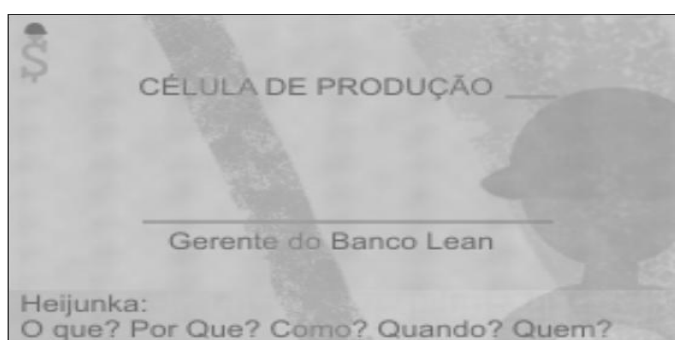 CÉLULA DE PRODUÇÃO ___
Gerente do Banco Lean
Heijunka:
O que? Por Que? Como? Quando? Quem?